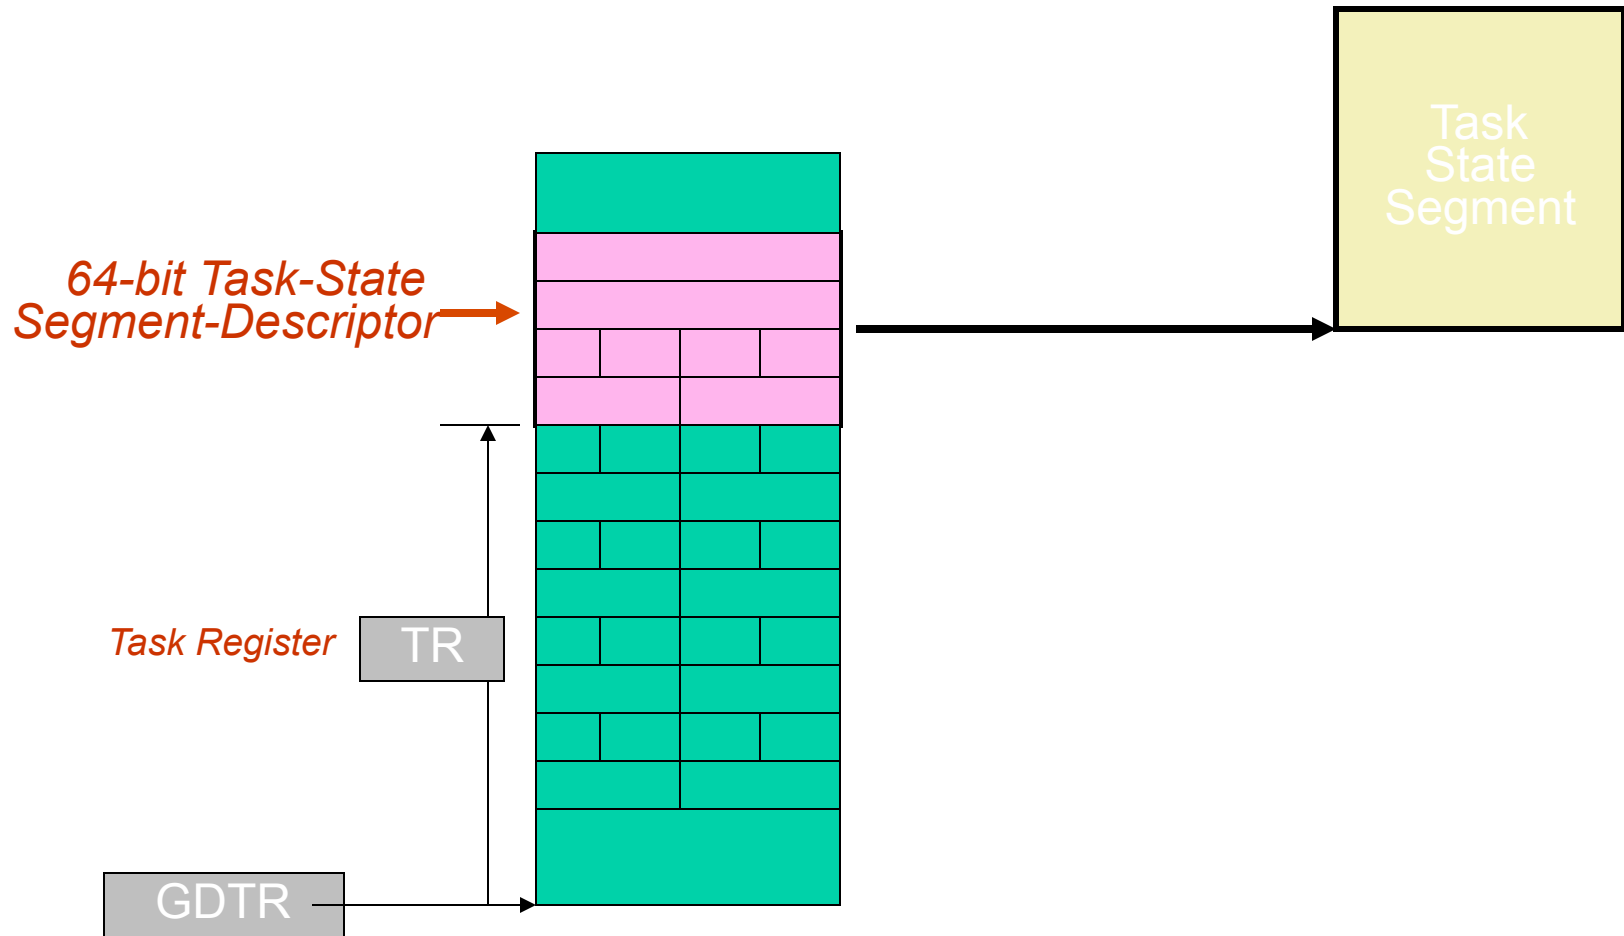 Task
State
Segment
64-bit Task-State
Segment-Descriptor
Task Register
TR
GDTR